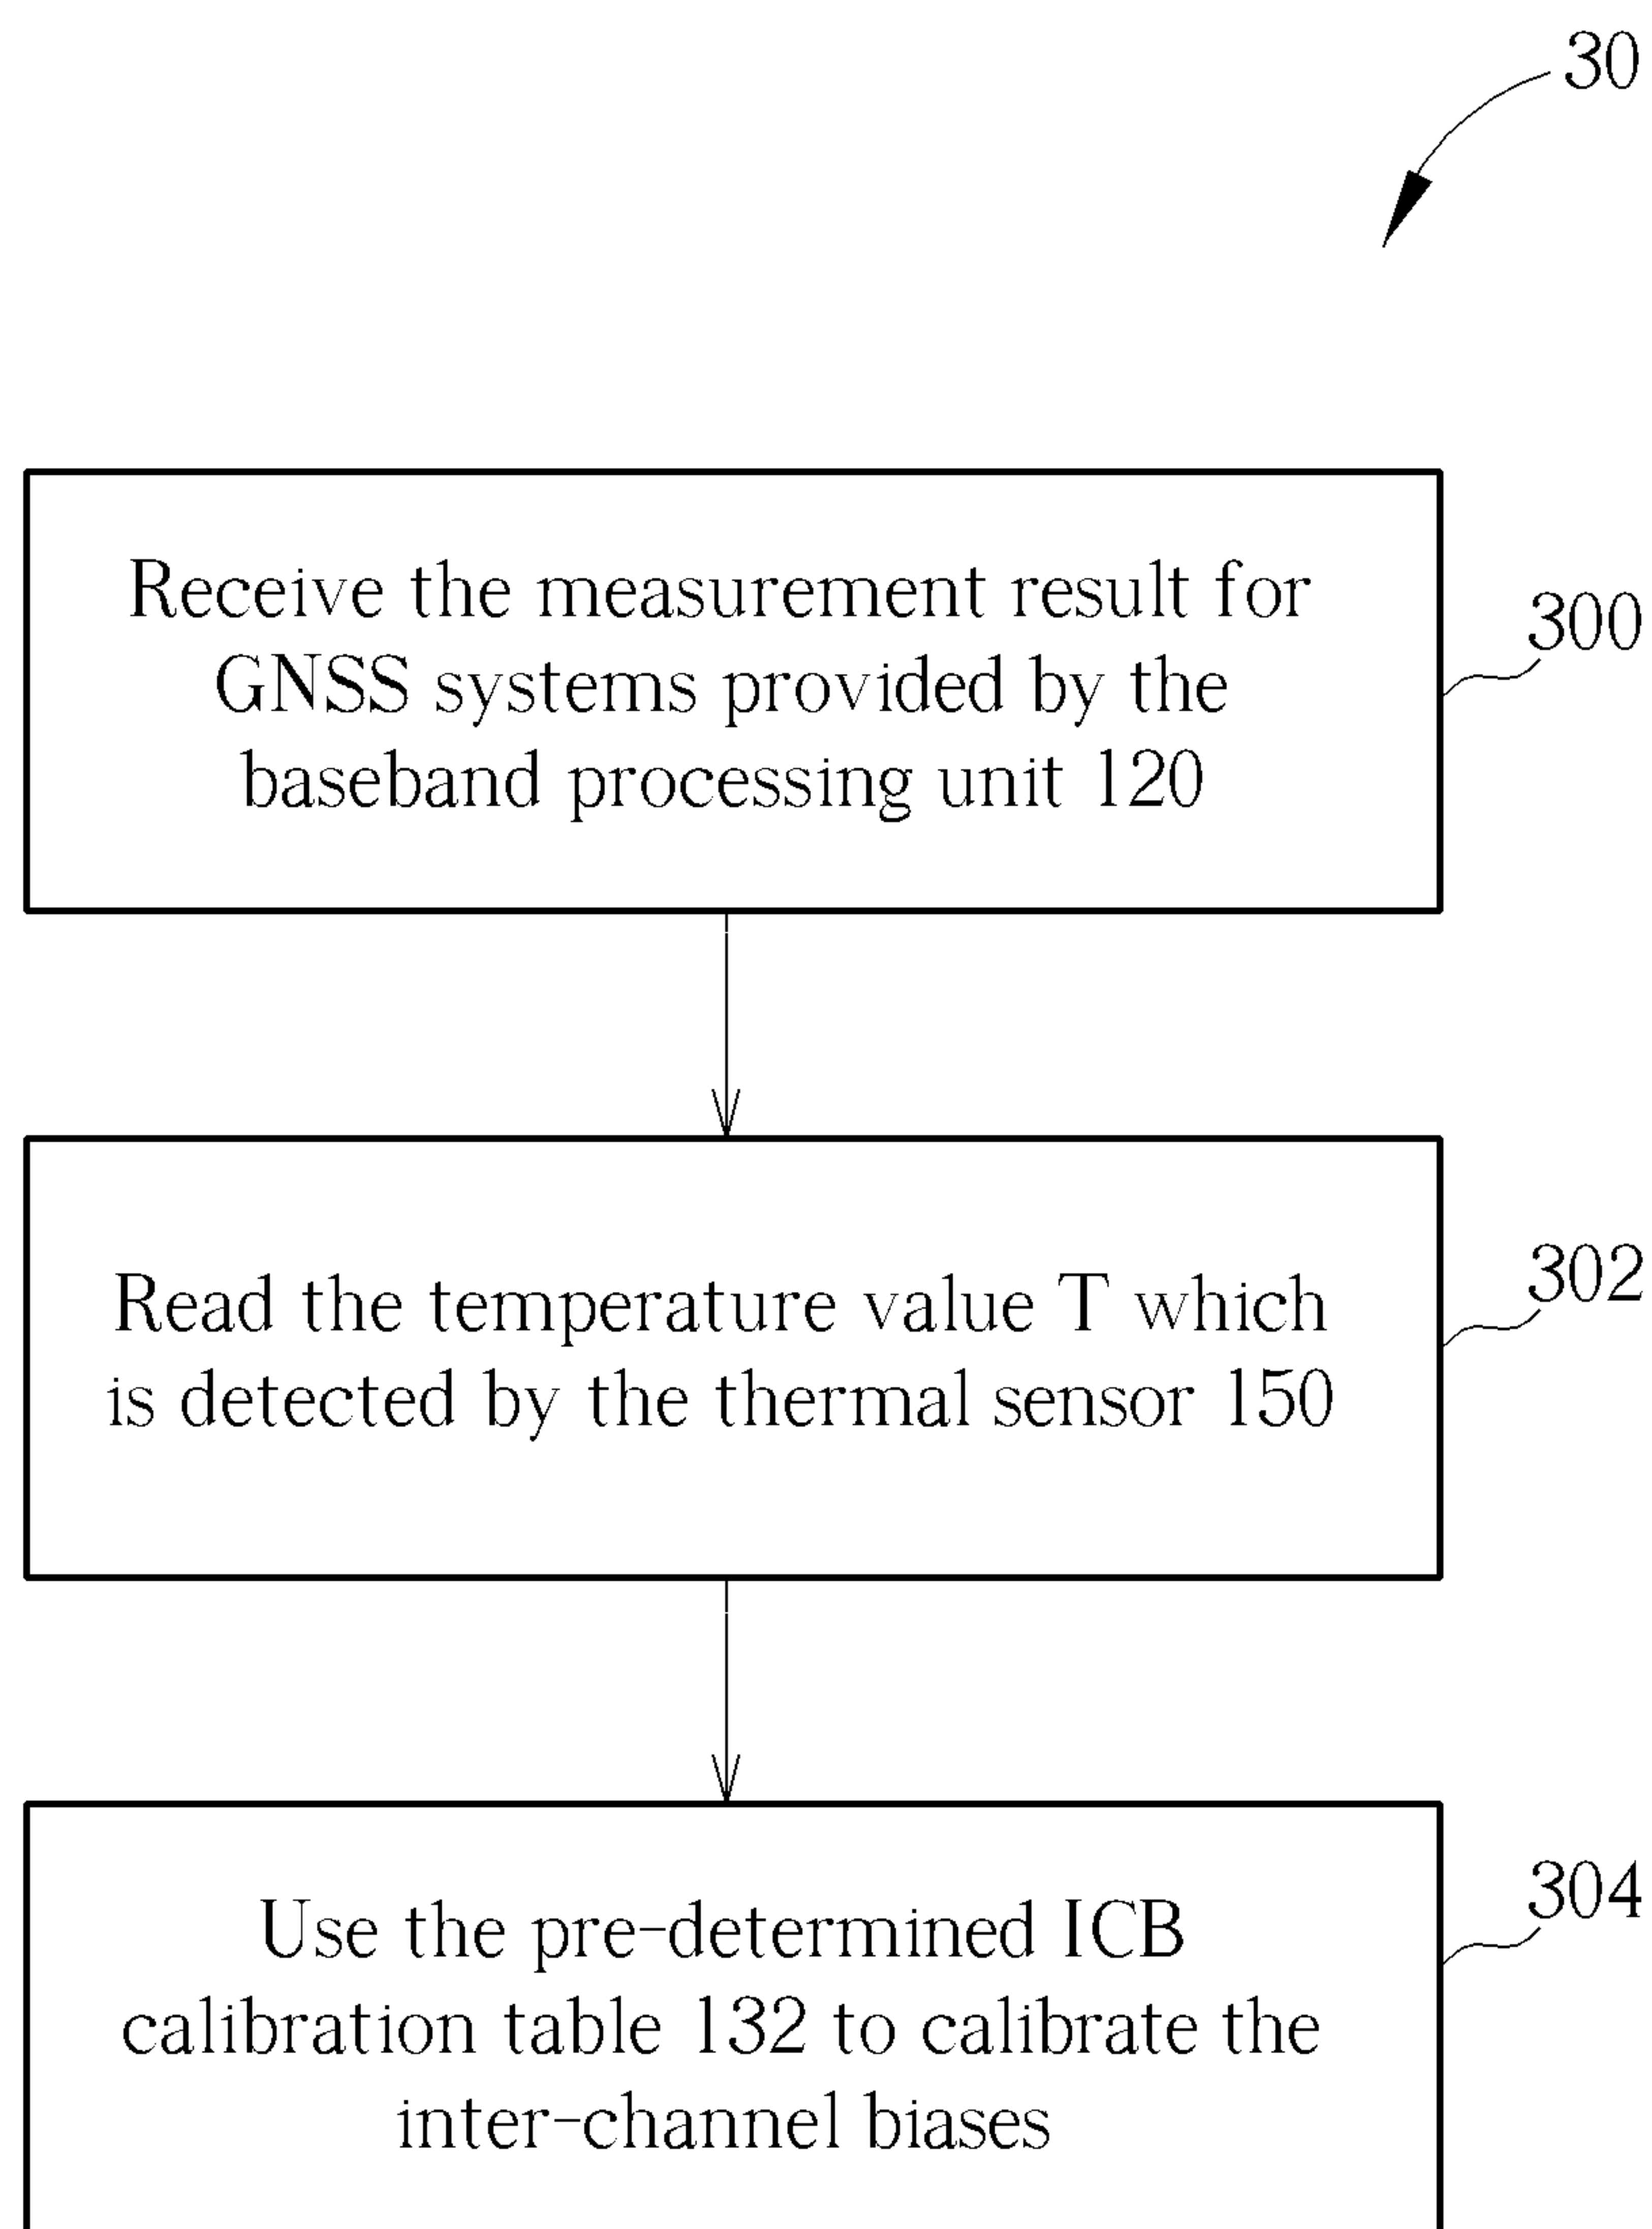 30
Receive the measurement result for
GNSS systems provided by the
baseband processing unit 120
300
Read the temperature value T which
is detected by the thermal sensor 150
302
Use the pre-determined ICB
calibration table 132 to calibrate the
inter-channel biases
304